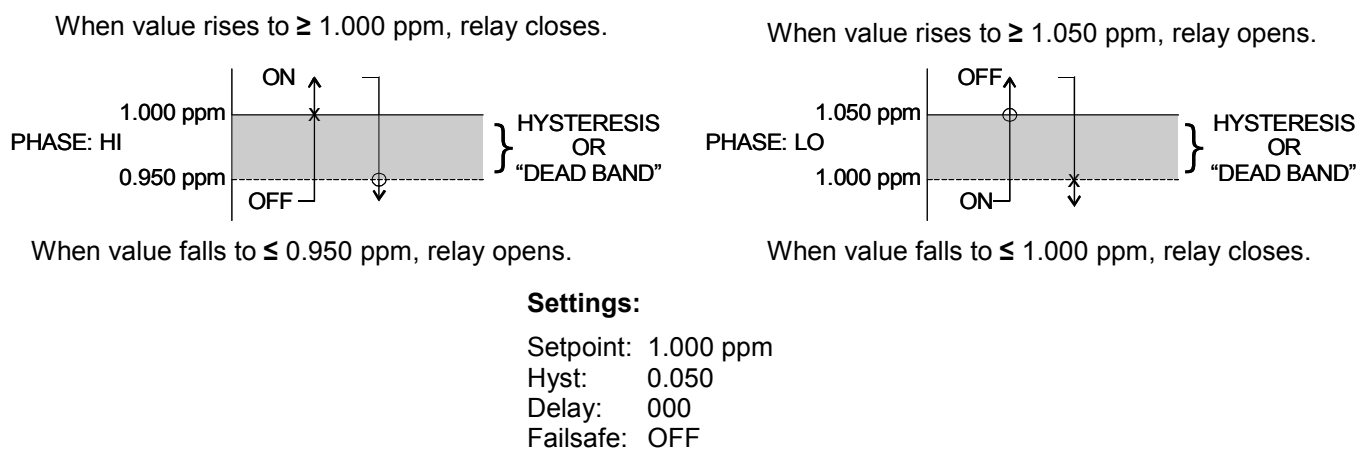 When value rises to ≥ 1.000 ppm, relay closes.
ON
1.000 ppm
PHASE: HI
0.950 ppm
OFF
HYSTERESIS
OR
"DEAD BAND"
When value falls to ≤ 0.950 ppm, relay opens.
When value rises to ≥ 1.050 ppm, relay opens.
OFF
1.050 ppm
PHASE: LO
1.000 ppm
ON
HYSTERESIS
OR
"DEAD BAND"
When value falls to ≤ 1.000 ppm, relay closes.
Settings:
Setpoint: 1.000 ppm
Hyst: 0.050
Delay: 000
Failsafe: OFF